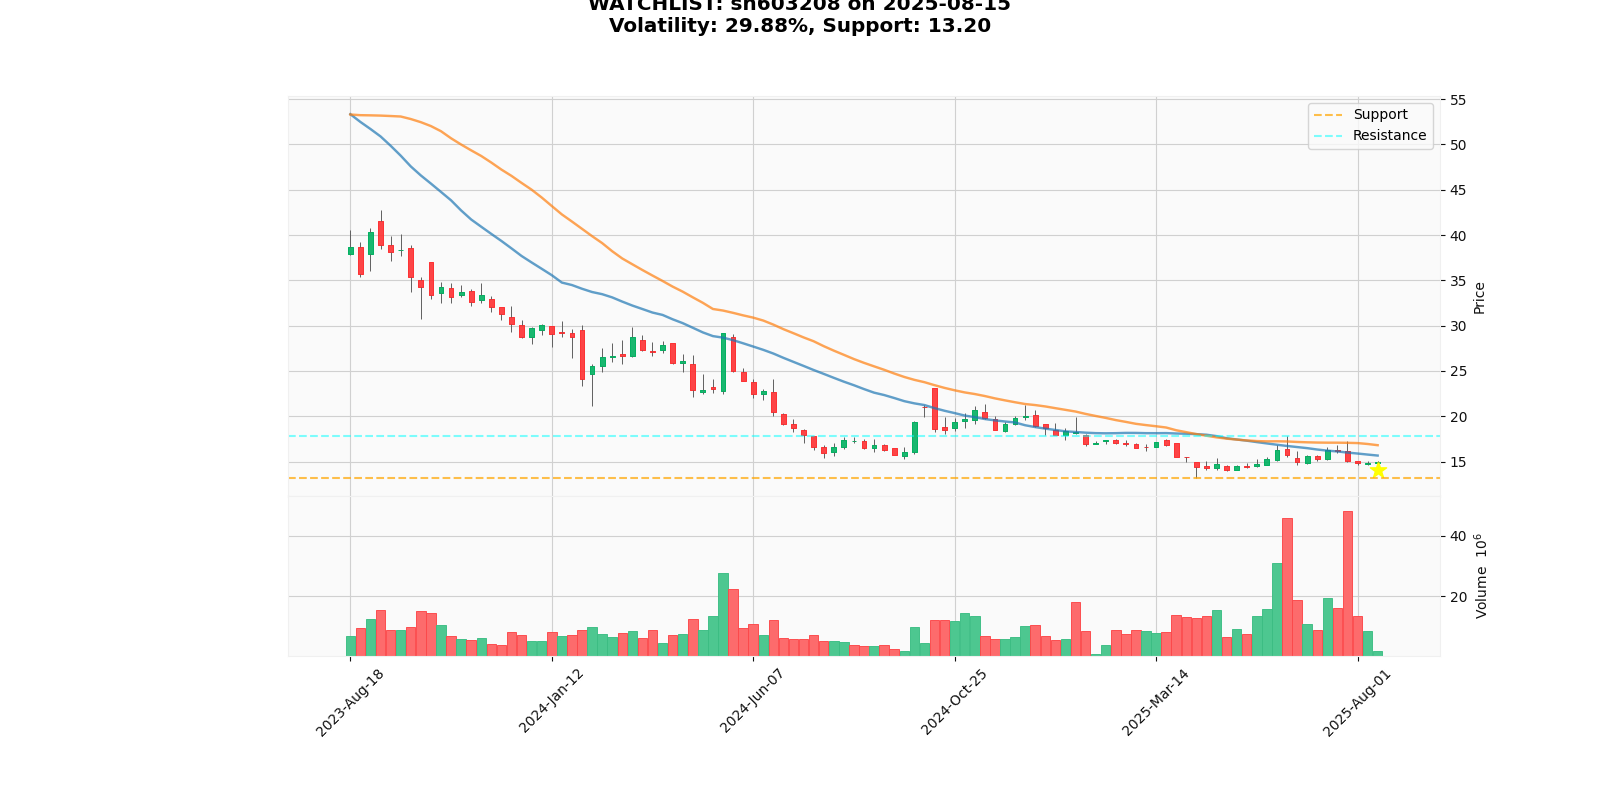 WATCHLIST: sh603208 on 2025-08-15
Volatility: 29.88%, Support: 13.20
Support
Resistance
55
50
45
40
35
30
25
20
15
Price
40
20
Volume 10^6
2023-Aug-18
2024-Jan-12
2024-Jun-07
2024-Oct-25
2025-Mar-14
2025-Aug-01